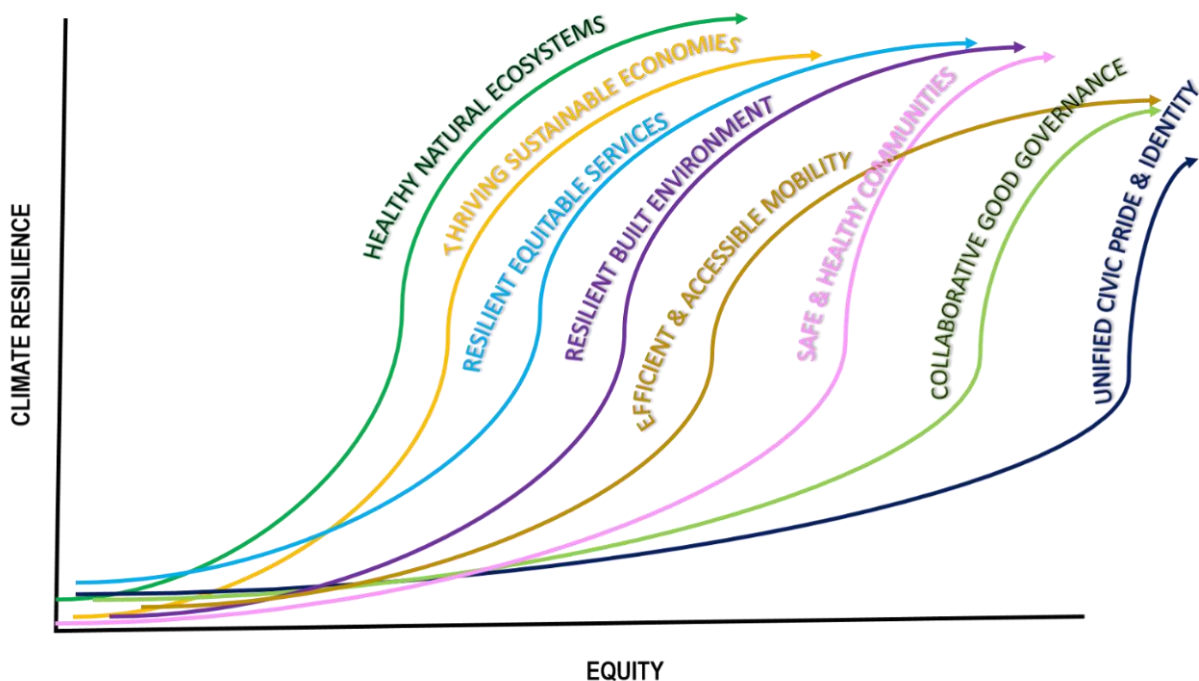 HEALTHY NATURAL ECOSYSTEMS
THRIVING SUSTAINABLE ECONOMIES
RESILIENT EQUITABLE SERVICES
RESILIENT BUILT ENVIRONMENT
EFFICIENT & ACCESSIBLE MOBILITY
SAFE & HEALTHY COMMUNITIES
COLLABORATIVE GOOD GOVERNANCE
UNIFIED CIVIC PRIDE & IDENTITY
CLIMATE RESILIENCE
EQUITY